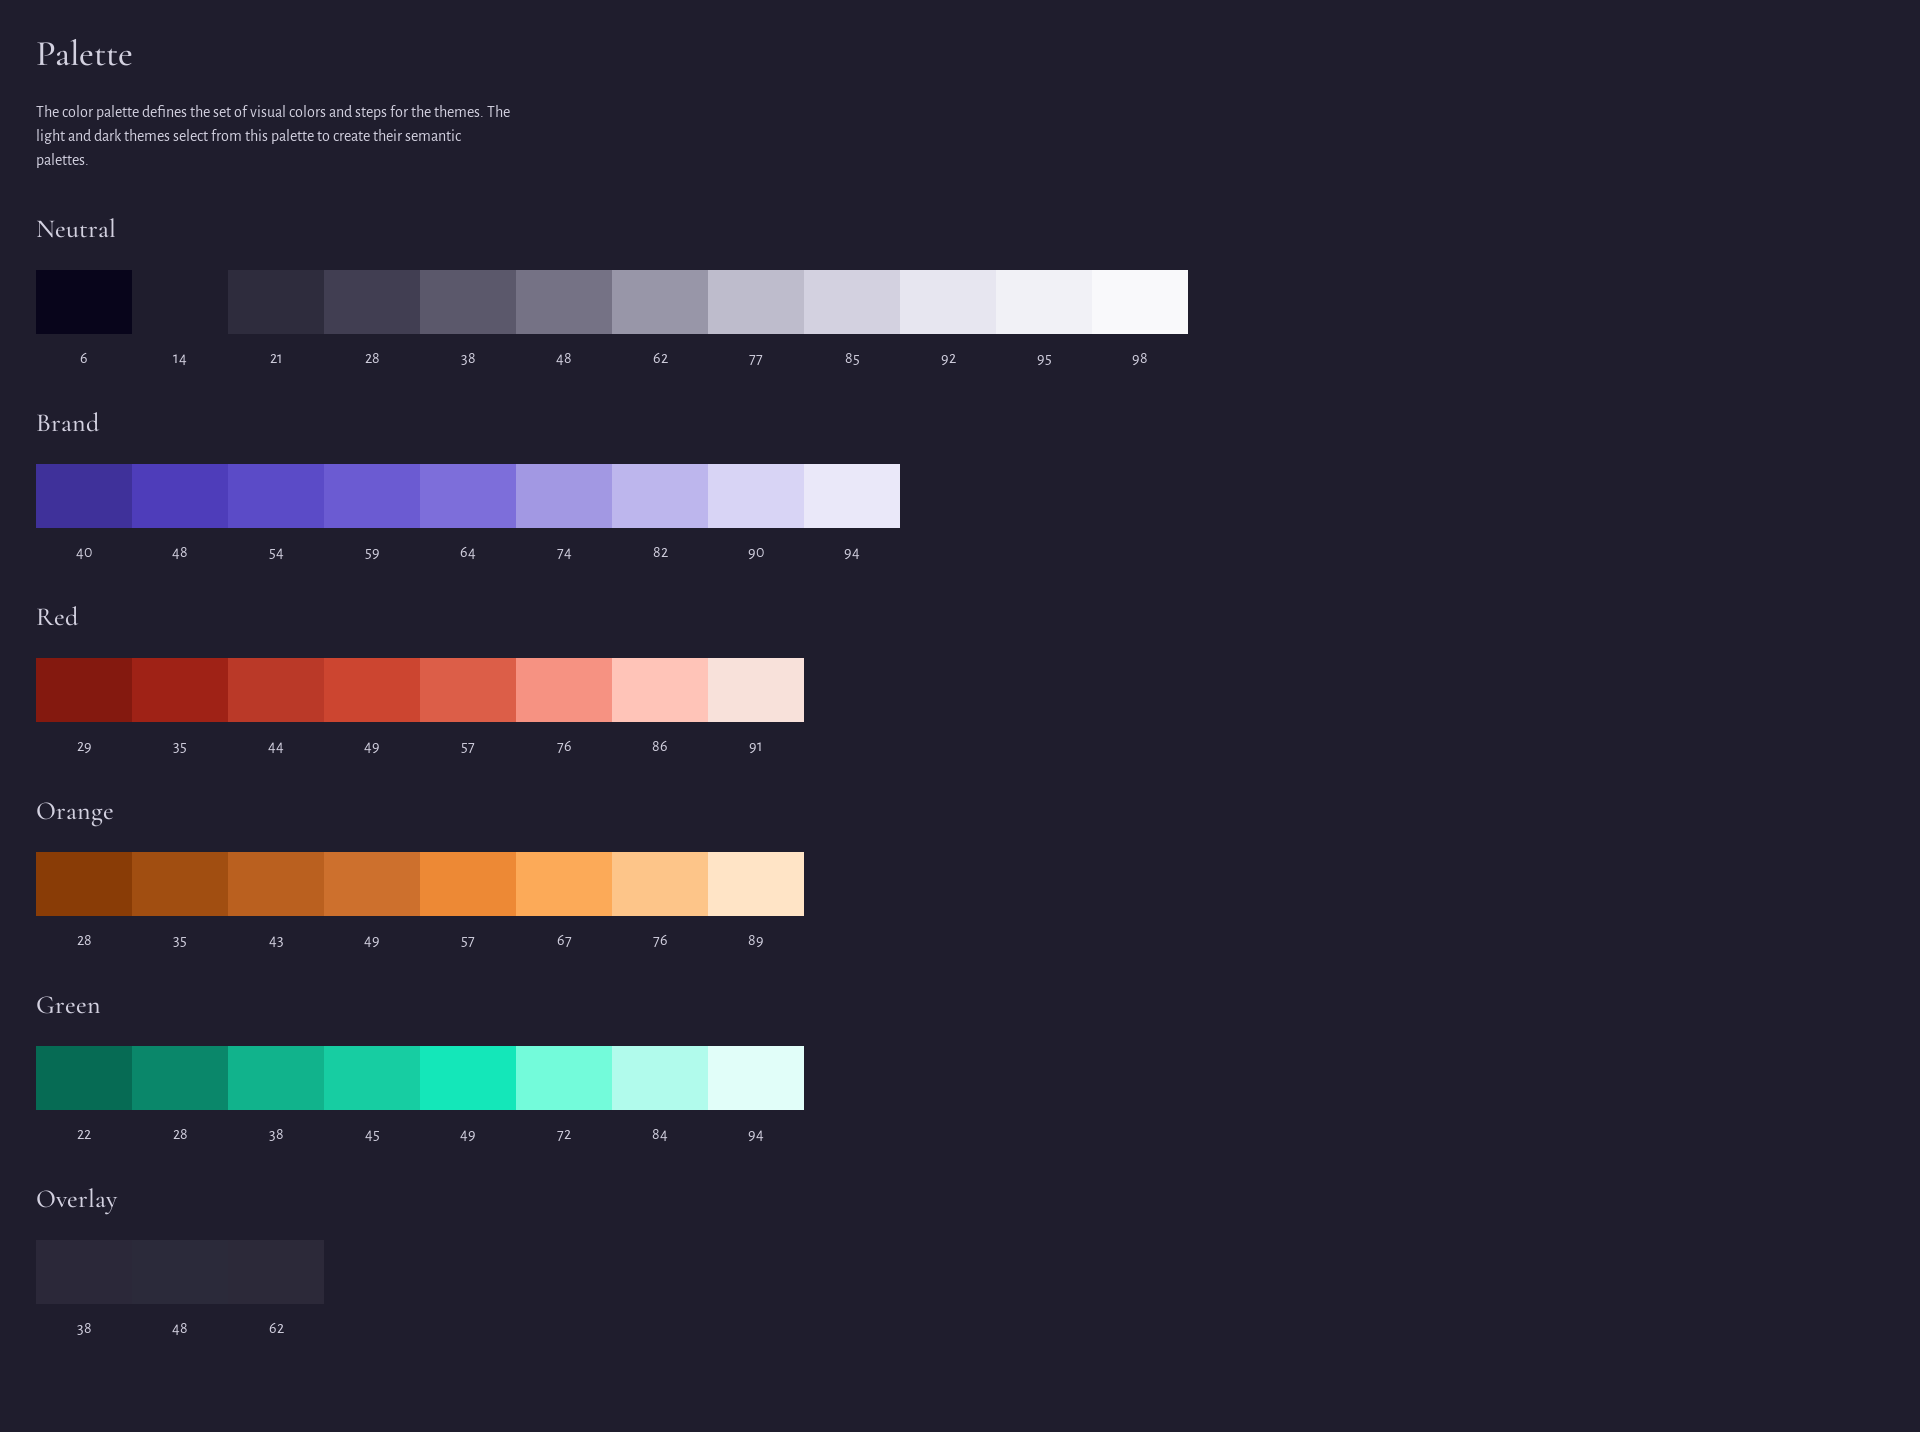 Palette
The color palette defines the set of visual colors and steps for the themes. The
light and dark themes select from this palette to create their semantic
palettes.
Neutral
6 14 21 28 38 48 62 77 85 92 95 98
Brand
40 48 54 59 64 74 82 90 94
Red
29 35 44 49 57 76 86 91
Orange
28 35 43 49 57 67 76 89
Green
22 28 38 45 49 72 84 94
Overlay
38 48 62